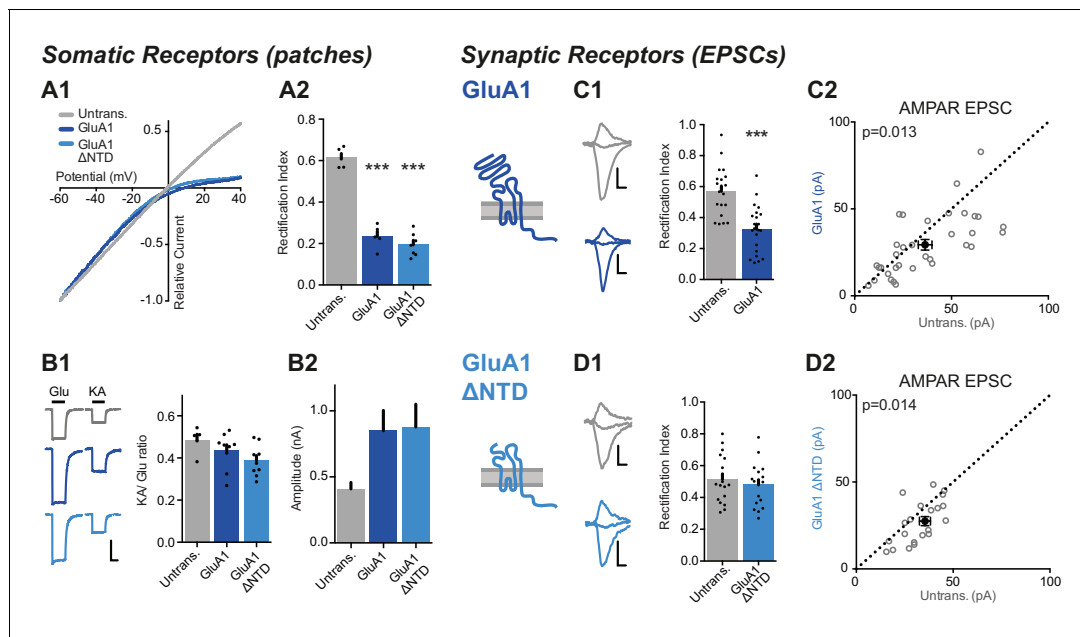 Somatic Receptors (patches)
Synaptic Receptors (EPSCs)
A1
Untrans.
GluA1
GluA1
ΔNTD
Potential (mV)
-60
-40
-20
0
20
40
0.5
-0.5
-1.0
Relative Current
A2
Rectification Index
0.8
0.6
0.4
0.2
0.0
***
***
Untrans.
GluA1
GluA1
ΔNTD
GluA1
C1
Rectification Index
1.0
0.8
0.6
0.4
0.2
0.0
***
Untrans.
GluA1
C2
AMPAR EPSC
p=0.013
GluA1 (pA)
100
50
0
0
50
100
Untrans. (pA)
B1
Glu
KA
KA/ Glu ratio
0.6
0.4
0.2
0.0
Untrans.
GluA1
GluA1
ΔNTD
B2
Amplitude (nA)
1.0
0.5
0.0
Untrans.
GluA1
GluA1
ΔNTD
GluA1
ΔNTD
D1
Rectification Index
1.0
0.8
0.6
0.4
0.2
0.0
Untrans.
GluA1
ΔNTD
D2
AMPAR EPSC
p=0.014
GluA1 ΔNTD (pA)
100
50
0
0
50
100
Untrans. (pA)